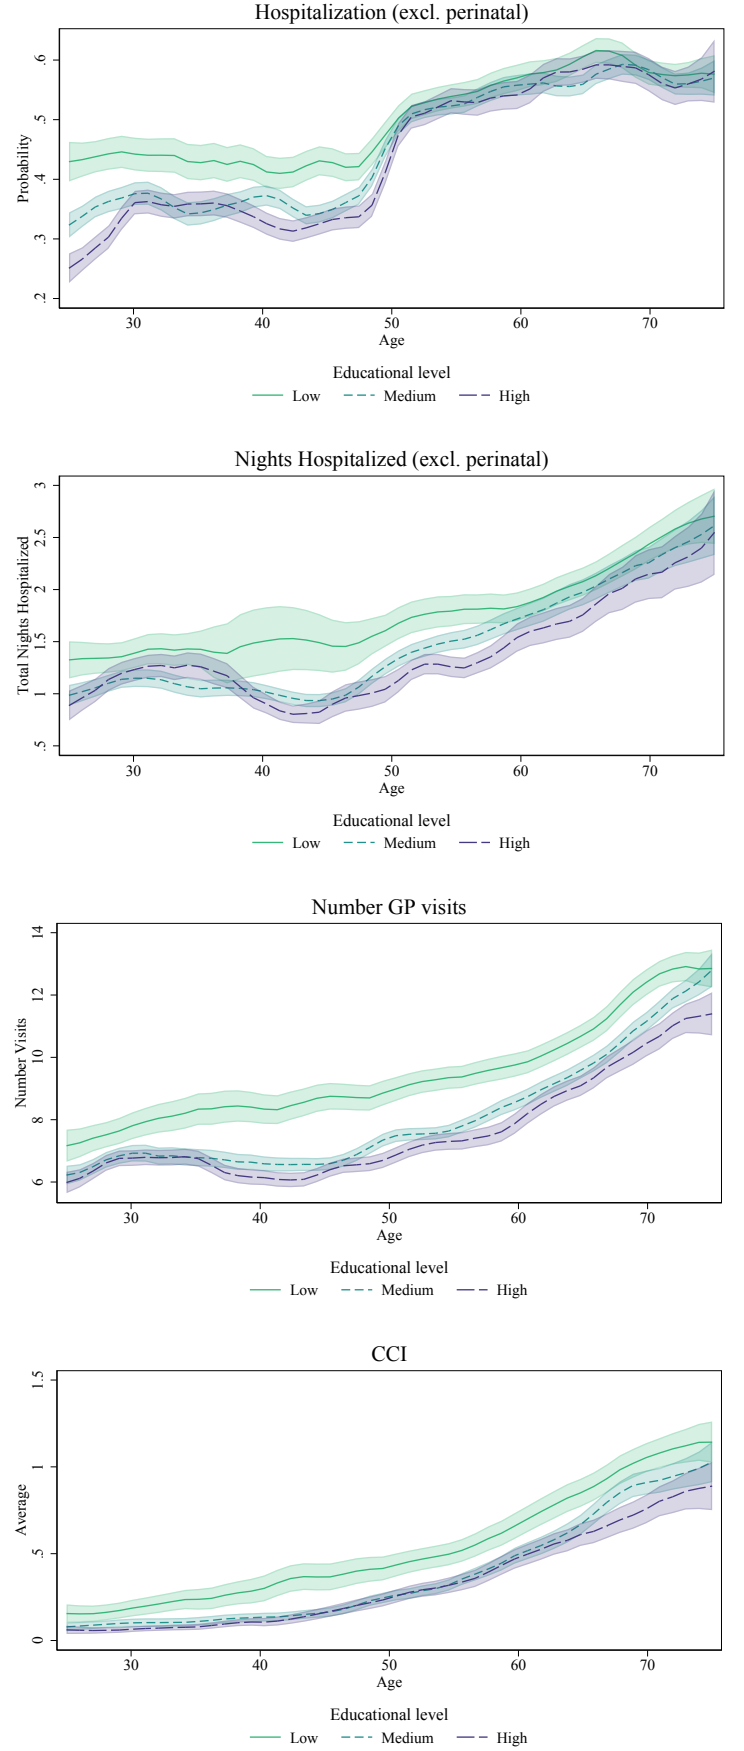 Hospitalization (excl. perinatal)
Probability
.6
.5
.4
.3
.2
30 40 50 60 70
Age
Educational level
Low Medium High
Nights Hospitalized (excl. perinatal)
Total Nights Hospitalized
3
2.5
2
1.5
1
.5
30 40 50 60 70
Age
Educational level
Low Medium High
Number GP visits
Number Visits
14
12
10
8
6
30 40 50 60 70
Age
Educational level
Low Medium High
CCI
Average
1.5
1
.5
0
30 40 50 60 70
Age
Educational level
Low Medium High